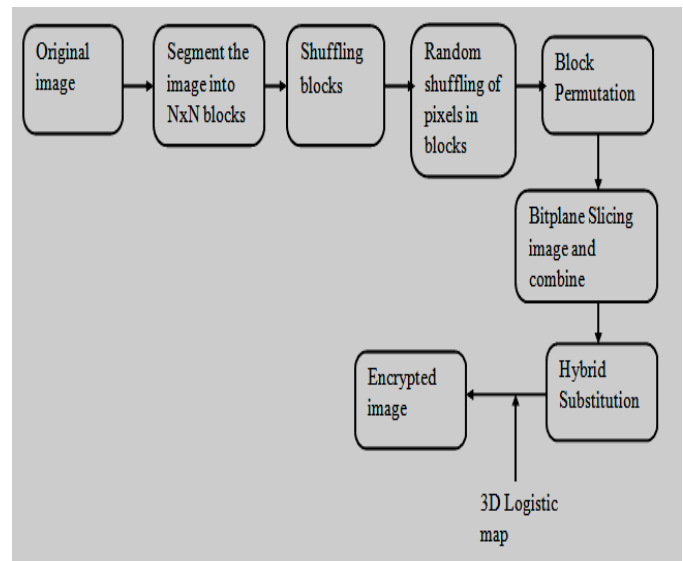 Original
image
Segment the
image into
NxN blocks
Shuffling
blocks
Random
shuffling of
pixels in
blocks
Block
Permutation
Bitplane Slicing
image and
combine
Hybrid
Substitution
Encrypted
image
3D Logistic
map